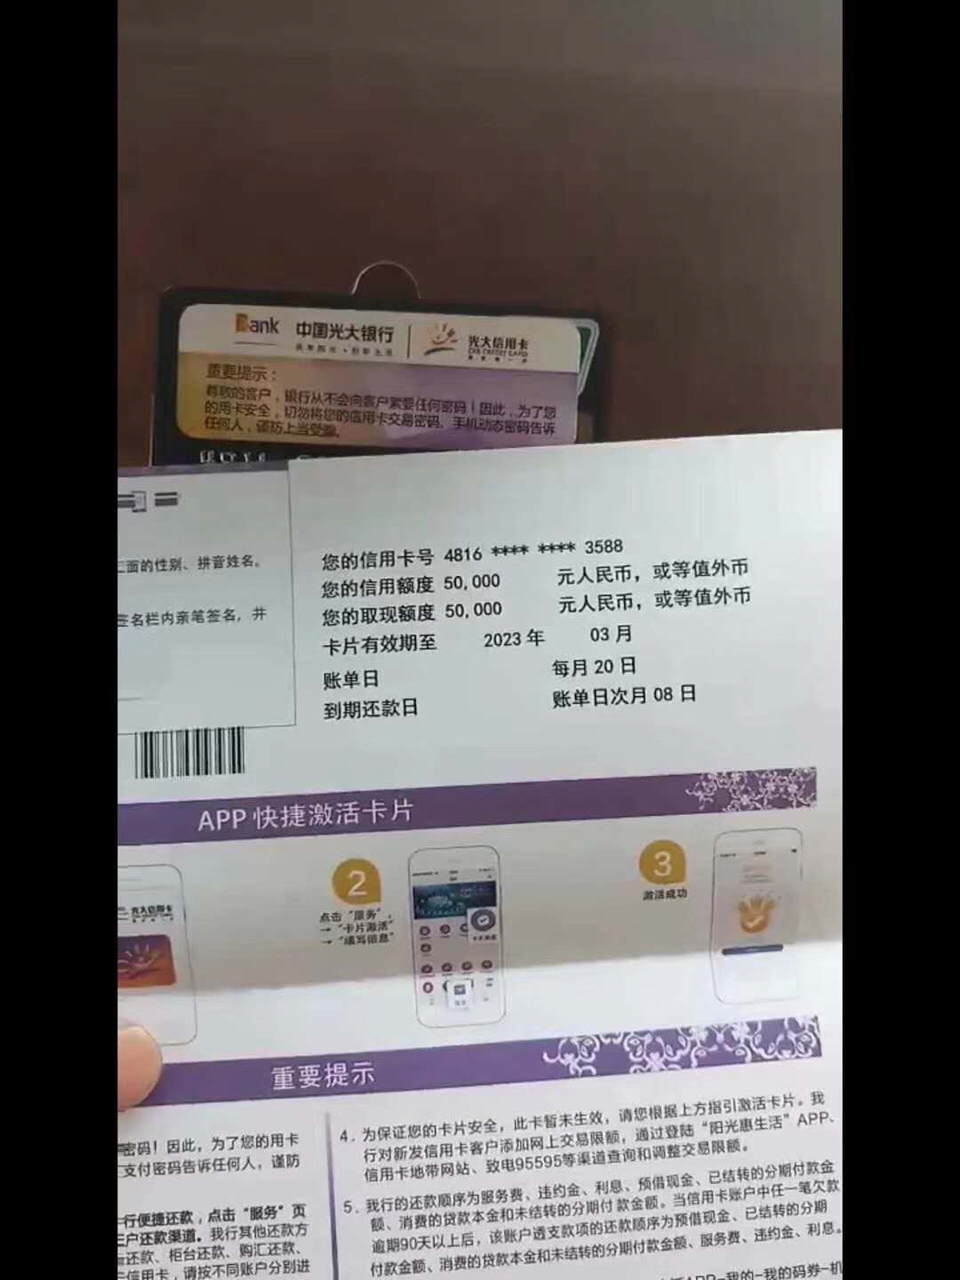 Bank 中国光大银行 光大信用卡
CEB CREDIT CARD
重要提示：
尊敬的客户，银行从不会向客户索要任何密码！因此，为了您
的用卡安全，切勿将您的信用卡交易密码、手机动态密码告诉
任何人，谨防上当受骗。
二面的性别、拼音姓名。
签名栏内亲笔签名，并
您的信用卡号 4816 **** **** 3588
您的信用额度 50,000 元人民币，或等值外币
您的取现额度 50,000 元人民币，或等值外币
卡片有效期至 2023 年 03 月
账单日 每月 20 日
到期还款日 账单日次月 08 日
APP 快捷激活卡片
光大信用卡
2
点击“服务”，
→“卡片激活”
→“填写信息”
3
激活成功
重要提示
密码！因此，为了您的用卡
支付密码告诉任何人，谨防
行便捷还款，点击“服务”页
户还款渠道。我行其他还款方
还款、柜台还款、购汇还款、
信用卡，请按不同账户分别进
4．为保证您的卡片安全，此卡暂未生效，请您根据上方指引激活卡片。我
行对新发信用卡客户添加网上交易限额，通过登陆“阳光惠生活”APP、
信用卡地带网站、致电95595等渠道查询和调整交易限额。
5．我行的还款顺序为服务费、违约金、利息、预借现金、已结转的分期付款金
额、消费的贷款本金和未结转的分期付款金额。当信用卡账户中任一笔欠款
逾期90天以上后，该账户透支款项的还款顺序为预借现金、已结转的分期
付款金额、消费的贷款本金和未结转的分期付款金额、服务费、违约金、利息。
APP-我的-我的码券-机